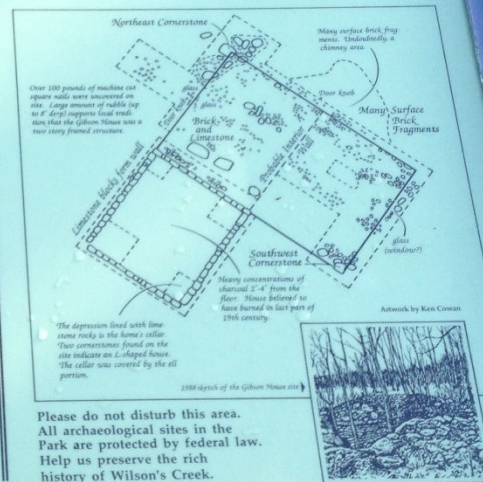 Northeast Cornerstone
Many surface brick frag-
ments. Undoubtedly, a
chimney area.
Over 100 pounds of machine cut
square nails were uncovered on
site. Large amount of rubble (up
to 8" deep) supports local tradi-
tion that the Gibson House was a
two story framed structure.
glass
Door knob
glass
Door knob
Many Surface
Brick
Fragments
Brick
and
Limestone
Probable Interior
Wall
Limestone blocks form wall
glass
(window?)
Southwest
Cornerstone
Heavy concentrations of
charcoal 2'-4' from the
floor. House believed to
have burned in last part of
19th century.
Artwork by Ken Cowan
The depression lined with lime-
stone rocks is the home's cellar.
Two cornerstones found on the
site indicate an L-shaped house.
The cellar was covered by the ell
portion.
1988 sketch of the Gibson House site
Please do not disturb this area.
All archaeological sites in the
Park are protected by federal law.
Help us preserve the rich
history of Wilson's Creek.